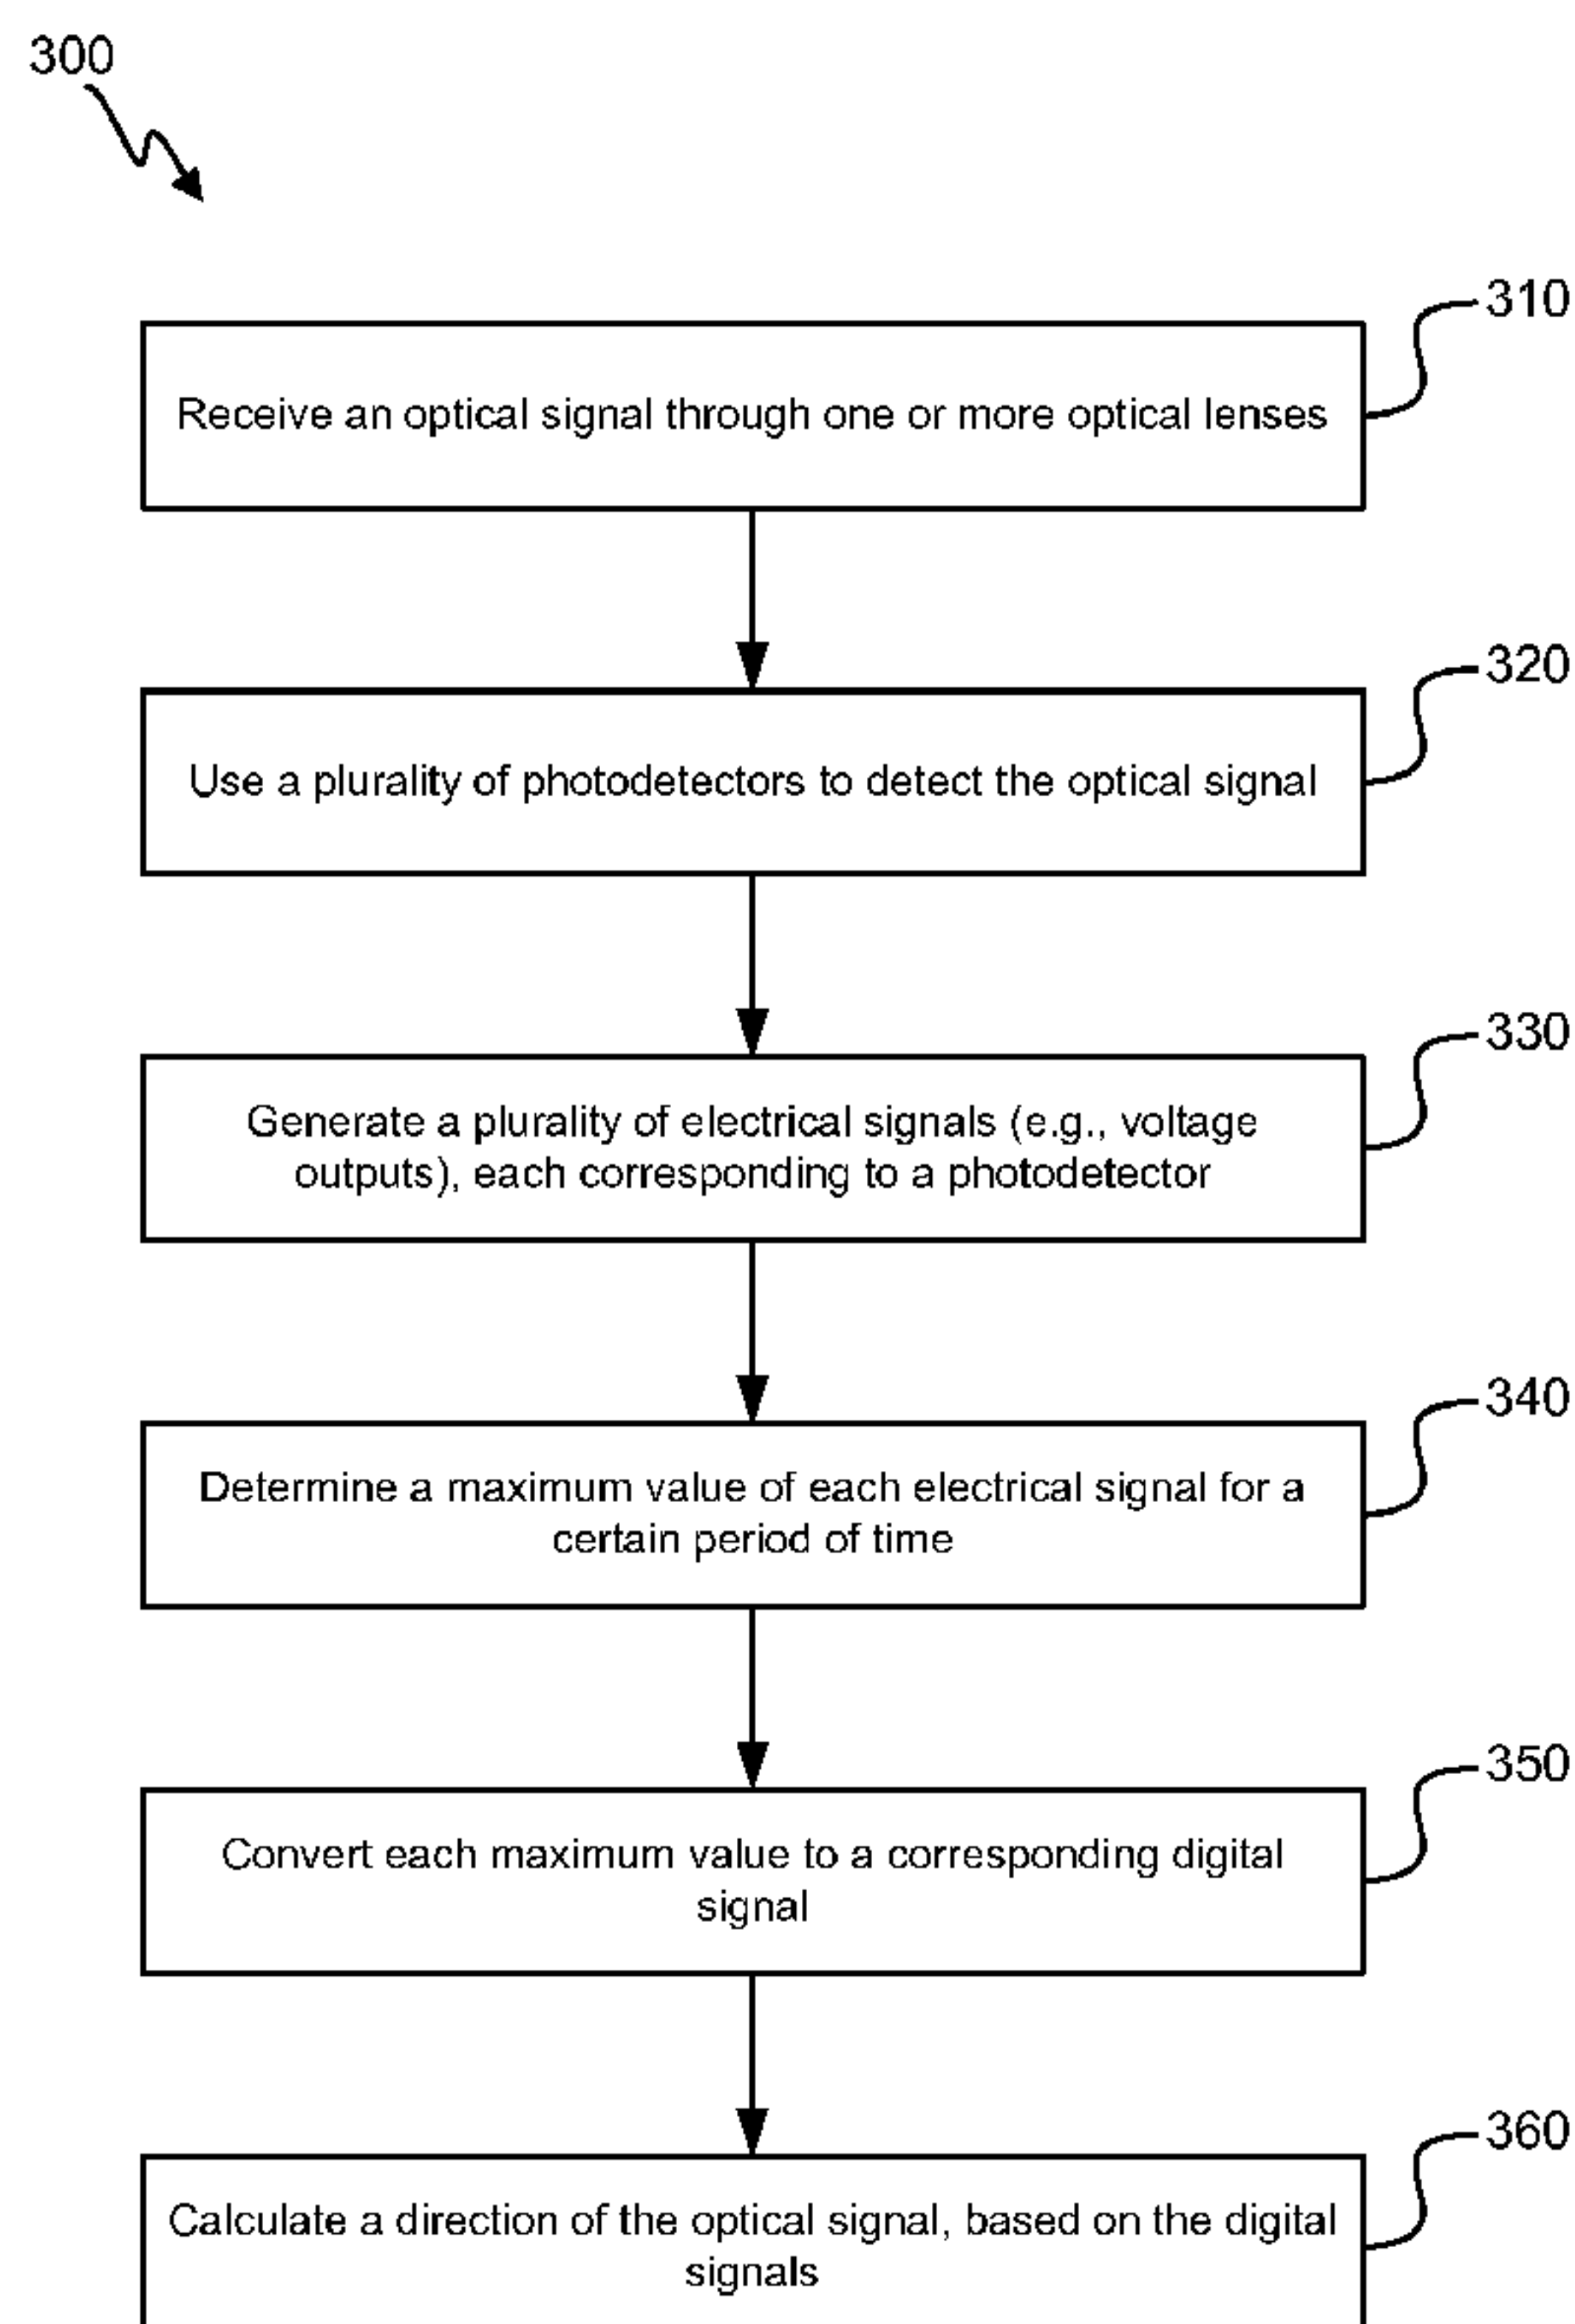 300
310
Receive an optical signal through one or more optical lenses
320
Use a plurality of photodetectors to detect the optical signal
330
Generate a plurality of electrical signals (e.g., voltage
outputs), each corresponding to a photodetector
340
Determine a maximum value of each electrical signal for a
certain period of time
350
Convert each maximum value to a corresponding digital
signal
360
Calculate a direction of the optical signal, based on the digital
signals